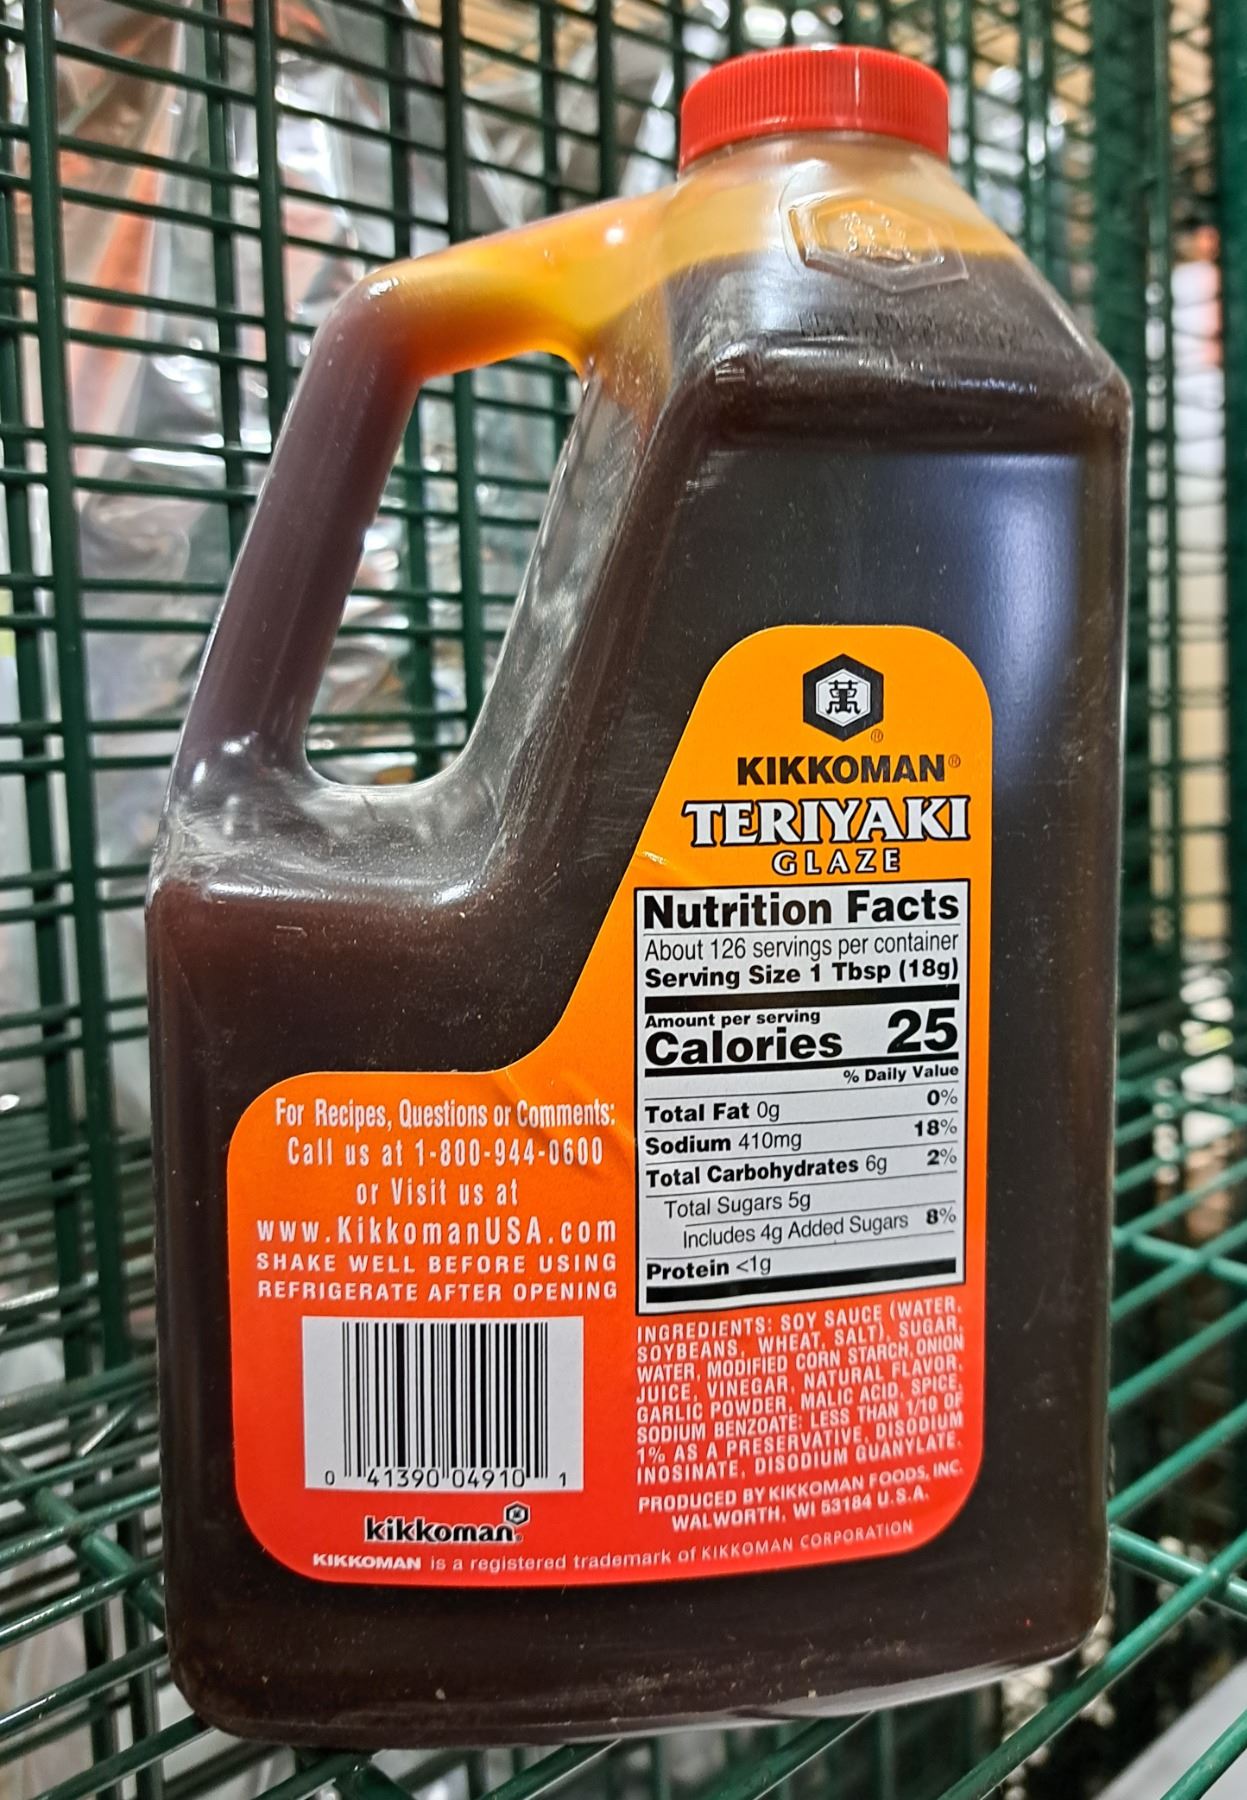 KIKKOMAN®
TERIYAKI
GLAZE
Nutrition Facts
About 126 servings per container
Serving Size 1 Tbsp (18g)
Amount per serving
Calories 25
% Daily Value
Total Fat 0g 0%
Sodium 410mg 18%
Total Carbohydrates 6g 2%
Total Sugars 5g
Includes 4g Added Sugars 8%
Protein <1g
INGREDIENTS: SOY SAUCE (WATER,
SOYBEANS, WHEAT, SALT), SUGAR,
WATER, MODIFIED CORN STARCH, ONION
JUICE, VINEGAR, NATURAL FLAVOR,
GARLIC POWDER, MALIC ACID, SPICE,
SODIUM BENZOATE: LESS THAN 1/10 OF
1% AS A PRESERVATIVE, DISODIUM
INOSINATE, DISODIUM GUANYLATE.
PRODUCED BY KIKKOMAN FOODS, INC.
WALWORTH, WI 53184 U.S.A.
For Recipes, Questions or Comments:
Call us at 1-800-944-0600
or Visit us at
www.KikkomanUSA.com
SHAKE WELL BEFORE USING
REFRIGERATE AFTER OPENING
0 41390 04910 1
kikkoman®
KIKKOMAN is a registered trademark of KIKKOMAN CORPORATION